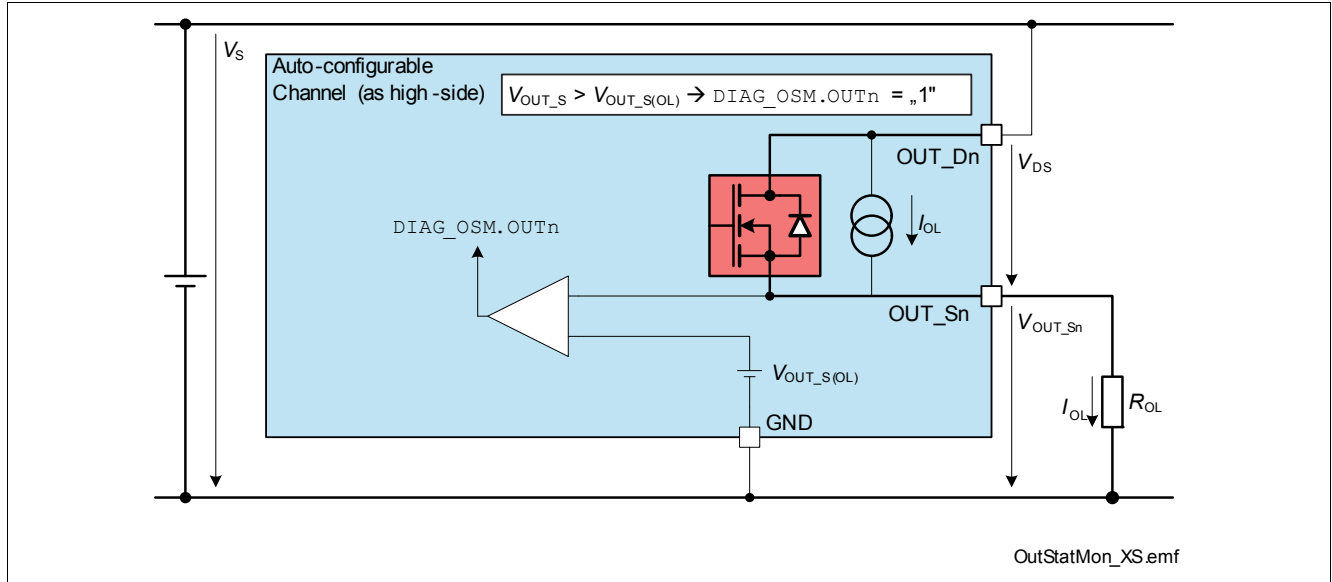 VS
Auto-configurable
Channel (as high-side)
VOUT_S > VOUT_S(OL) → DIAG_OSM.OUTn = „1"
OUT_Dn
VDS
DIAG_OSM.OUTn
IOL
OUT_Sn
VOUT_Sn
VOUT_S(OL)
IOL
ROL
GND
OutStatMon_XS.emf